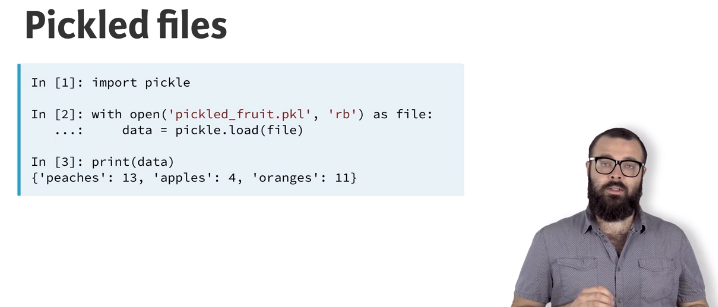 Pickled files
In [1]: import pickle
In [2]: with open('pickled_fruit.pkl', 'rb') as file:
   ...:     data = pickle.load(file)
In [3]: print(data)
{'peaches': 13, 'apples': 4, 'oranges': 11}